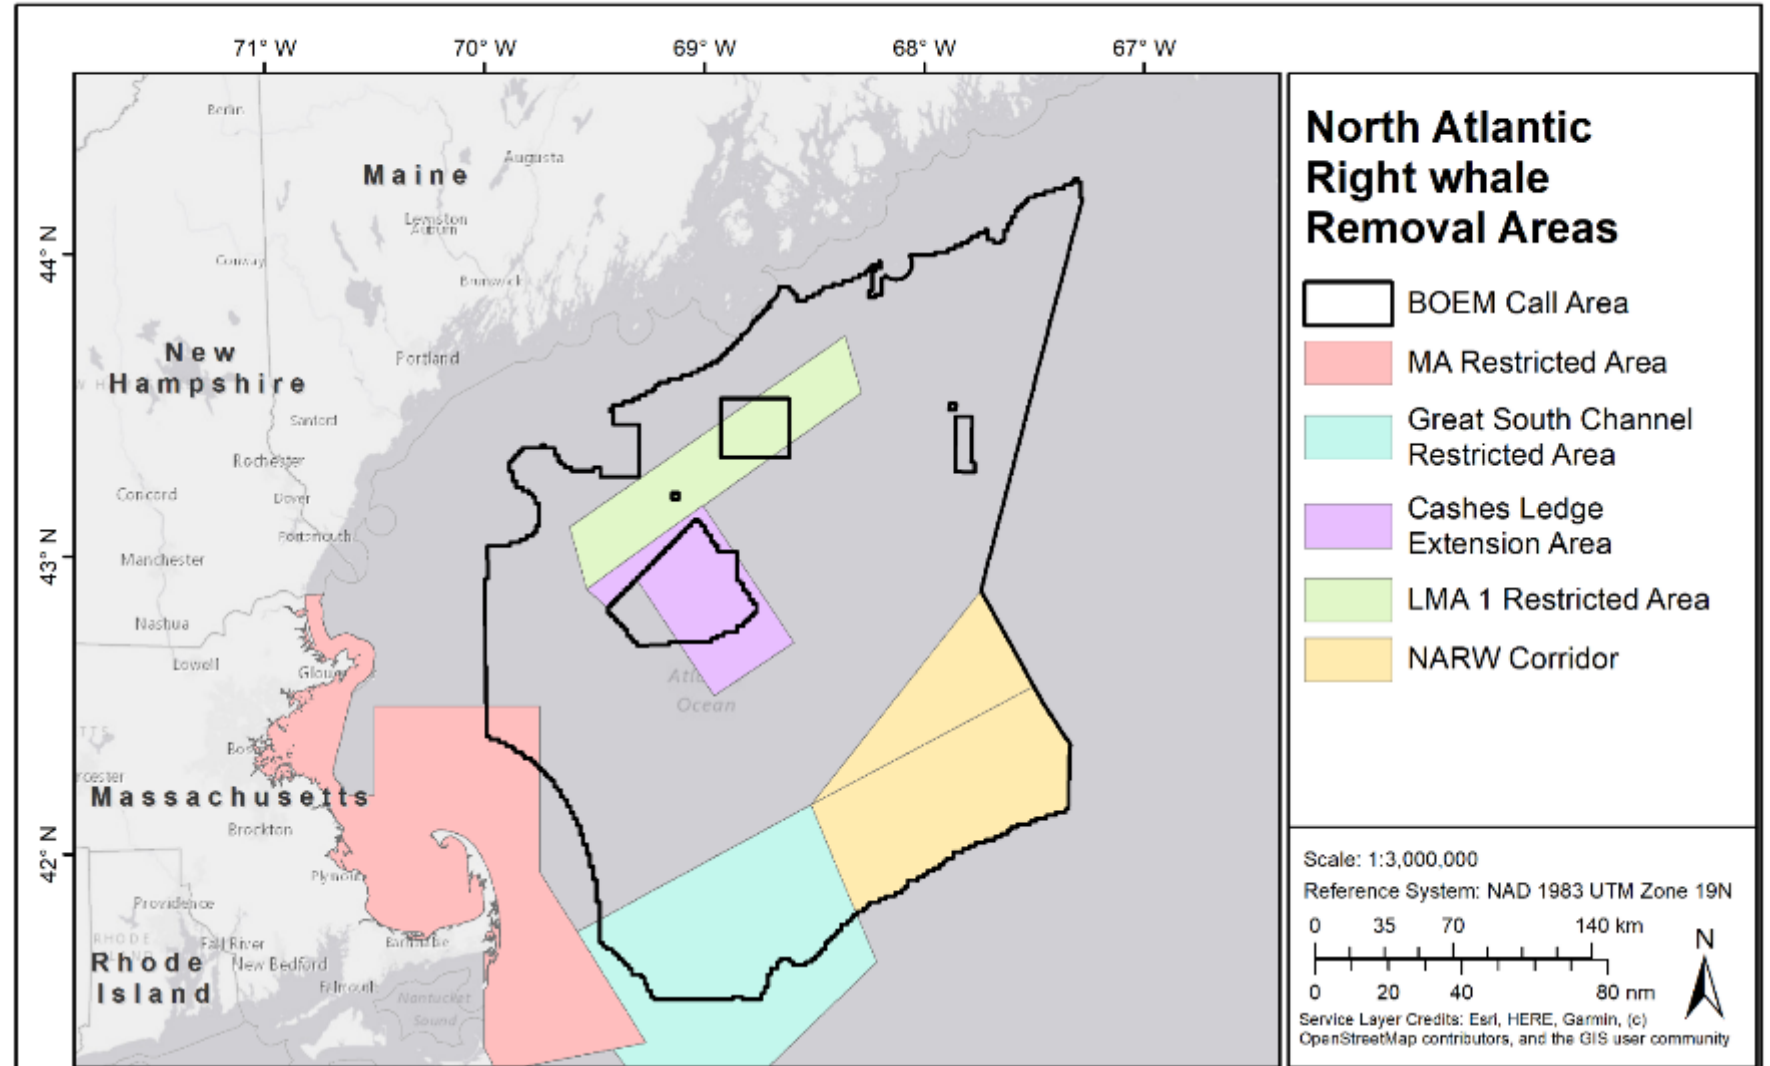 71° W 70° W 69° W 68° W 67° W
44° N
43° N
42° N
Berlin
Augusta
Maine
Lewiston
Auburn
Conway
Brunswick
New
Hampshire
Portland
Sanford
Rochester
Concord
Dover
Portsmouth
Manchester
Nashua
Lowell
Ocean
Massachusetts
Brockton
Providence
Fall River
New Bedford
Rhode
Island
Barnstable
Falmouth
Nantucket
Sound
North Atlantic
Right whale
Removal Areas
BOEM Call Area
MA Restricted Area
Great South Channel
Restricted Area
Cashes Ledge
Extension Area
LMA 1 Restricted Area
NARW Corridor
Scale: 1:3,000,000
Reference System: NAD 1983 UTM Zone 19N
0 35 70 140 km
N
0 20 40 80 nm
Service Layer Credits: Esri, HERE, Garmin, (c)
OpenStreetMap contributors, and the GIS user community